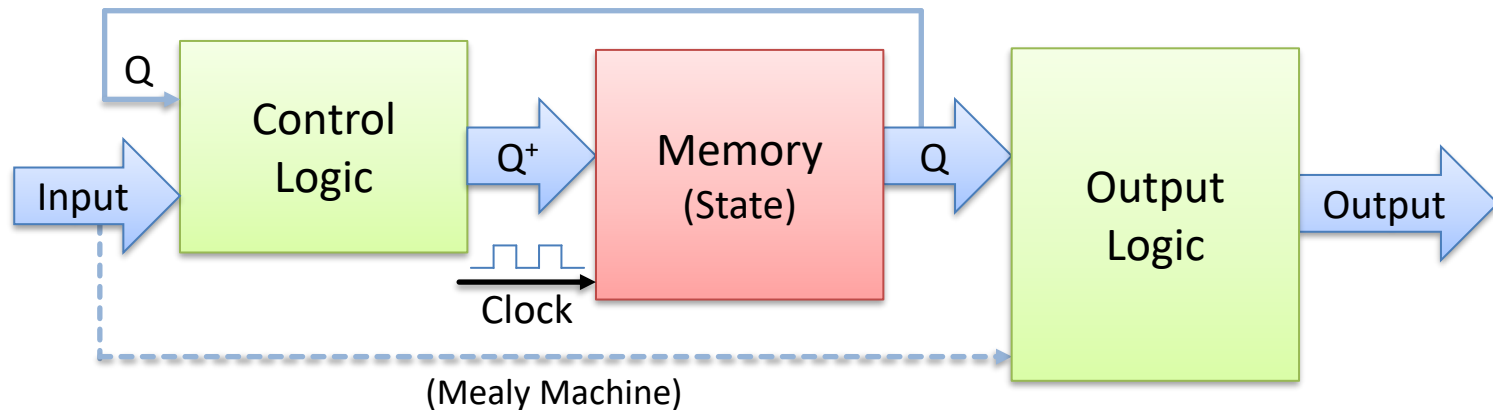 Q
Control
Logic
Input
Q⁺
Clock
Memory
(State)
Q
Output
Logic
Output
(Mealy Machine)